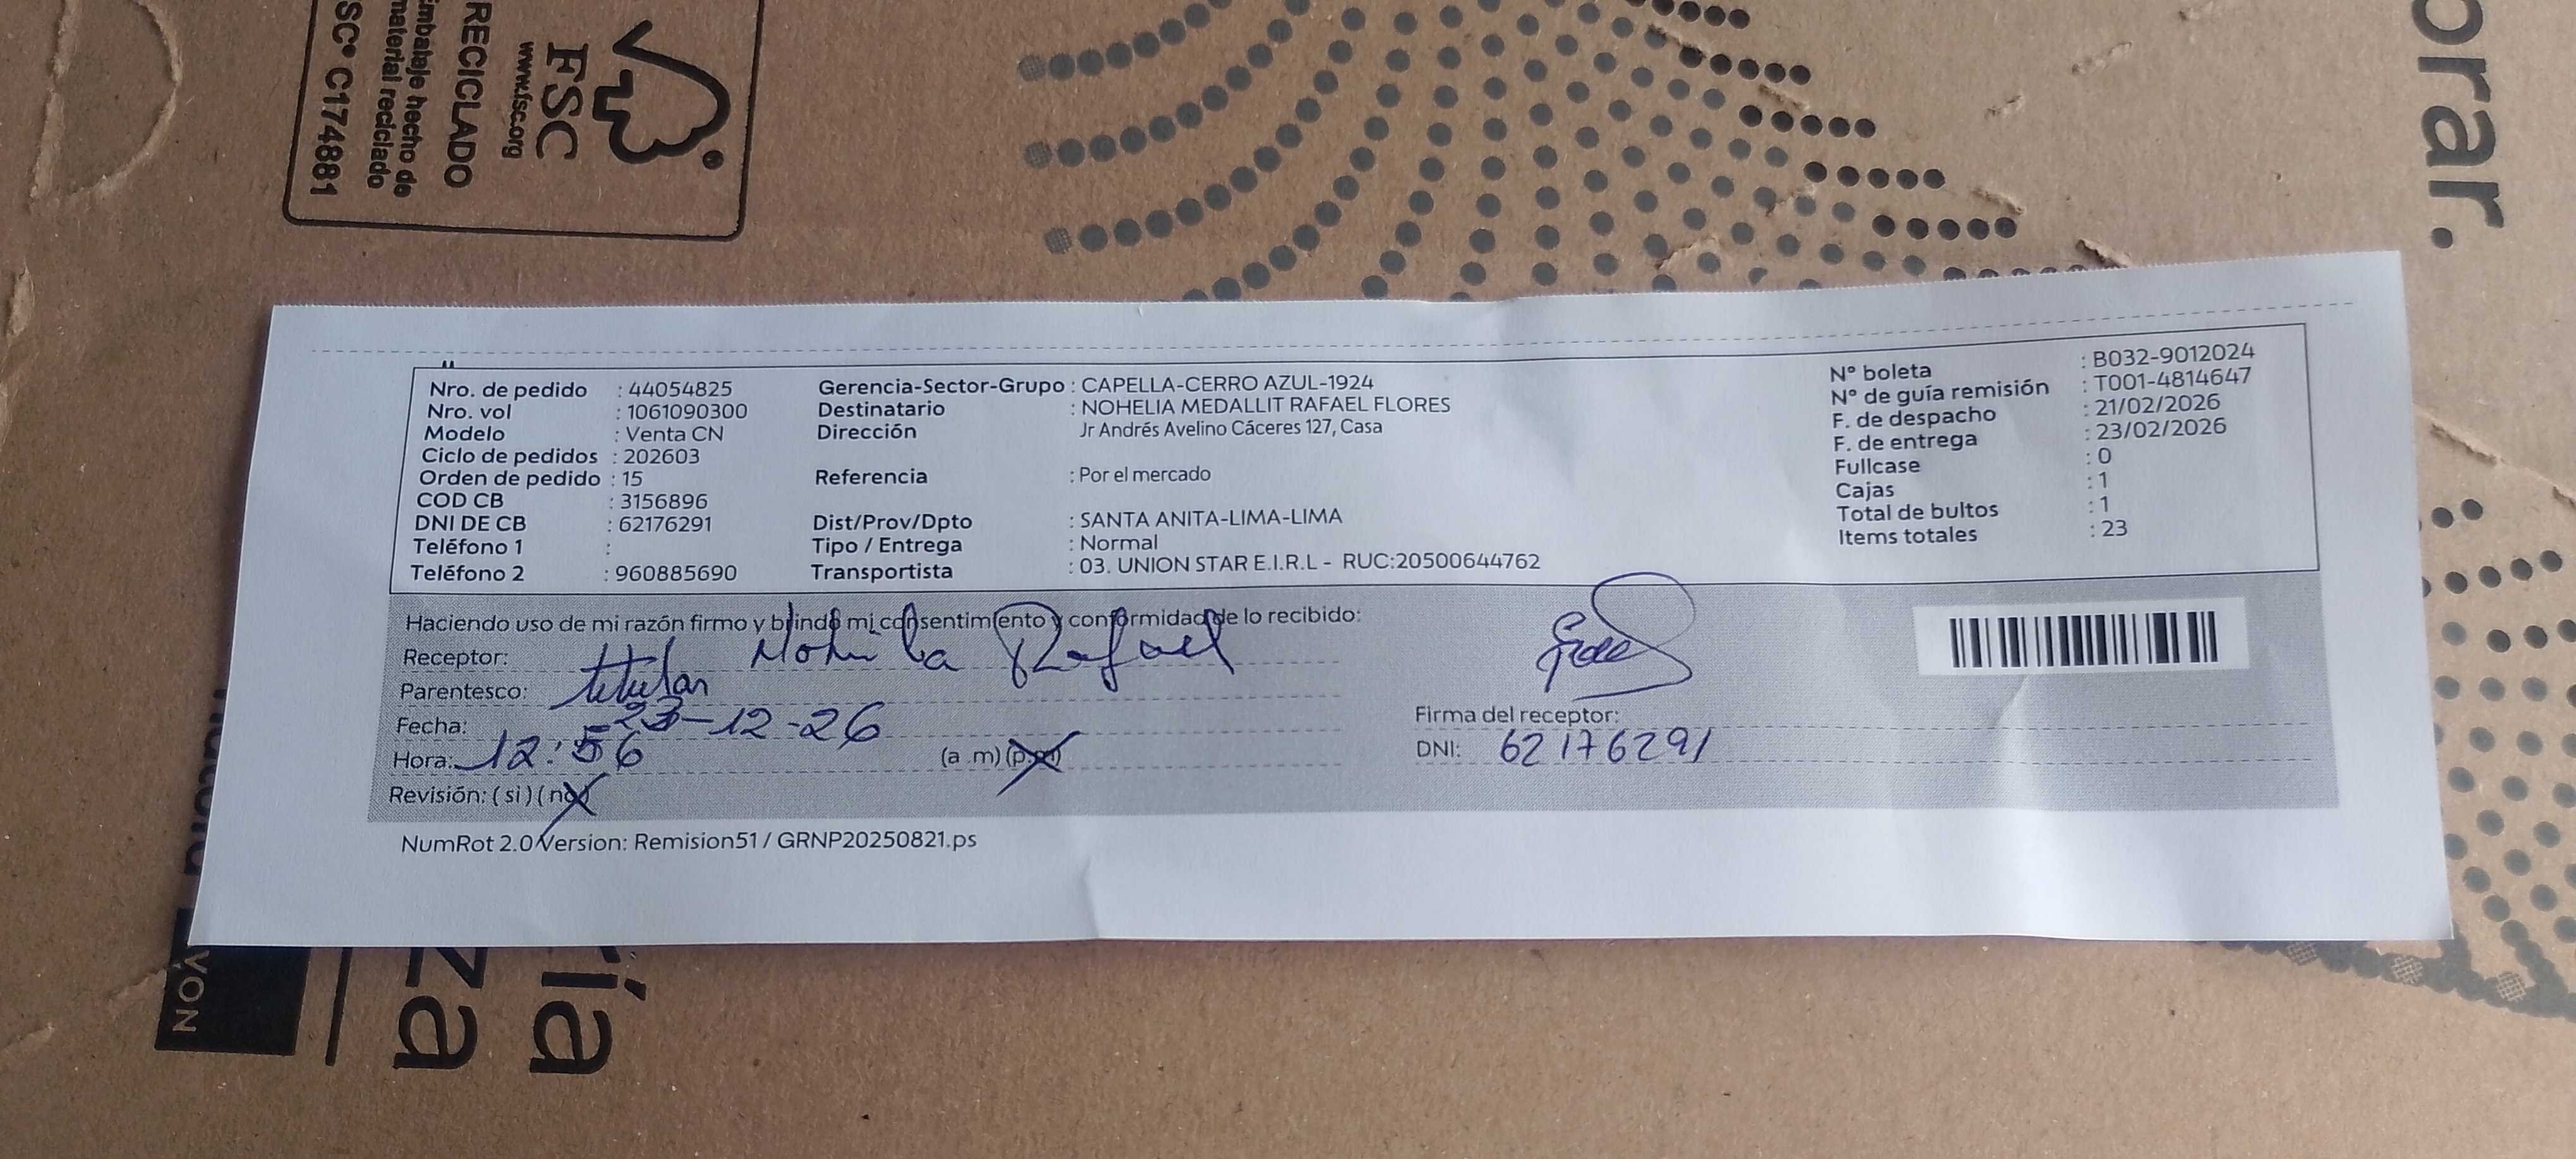 SC® C174881
Embalaje hecho de
material reciclado
RECICLADO
www.fsc.org
FSC
®
orar.
Nro. de pedido : 44054825
Nro. vol : 1061090300
Modelo : Venta CN
Ciclo de pedidos : 202603
Orden de pedido : 15
COD CB : 3156896
DNI DE CB : 62176291
Teléfono 1 :
Teléfono 2 : 960885690
Gerencia-Sector-Grupo : CAPELLA-CERRO AZUL-1924
Destinatario : NOHELIA MEDALLIT RAFAEL FLORES
Dirección Jr Andrés Avelino Cáceres 127, Casa
Referencia : Por el mercado
Dist/Prov/Dpto : SANTA ANITA-LIMA-LIMA
Tipo / Entrega : Normal
Transportista : 03. UNION STAR E.I.R.L - RUC:20500644762
N° boleta : B032-9012024
N° de guía remisión : T001-4814647
F. de despacho : 21/02/2026
F. de entrega : 23/02/2026
Fullcase : 0
Cajas : 1
Total de bultos : 1
Items totales : 23
Haciendo uso de mi razón firmo y brindo mi consentimiento y conformidad de lo recibido:
Receptor: Rafael
Parentesco: titular
Fecha: 23-12-26
Hora: 12:56 (a .m)(p.m)
Revisión: ( si ) ( no )
Firma del receptor:
DNI: 62176291
NumRot 2.0 Version: Remision51 / GRNP20250821.ps
VON
za
ía